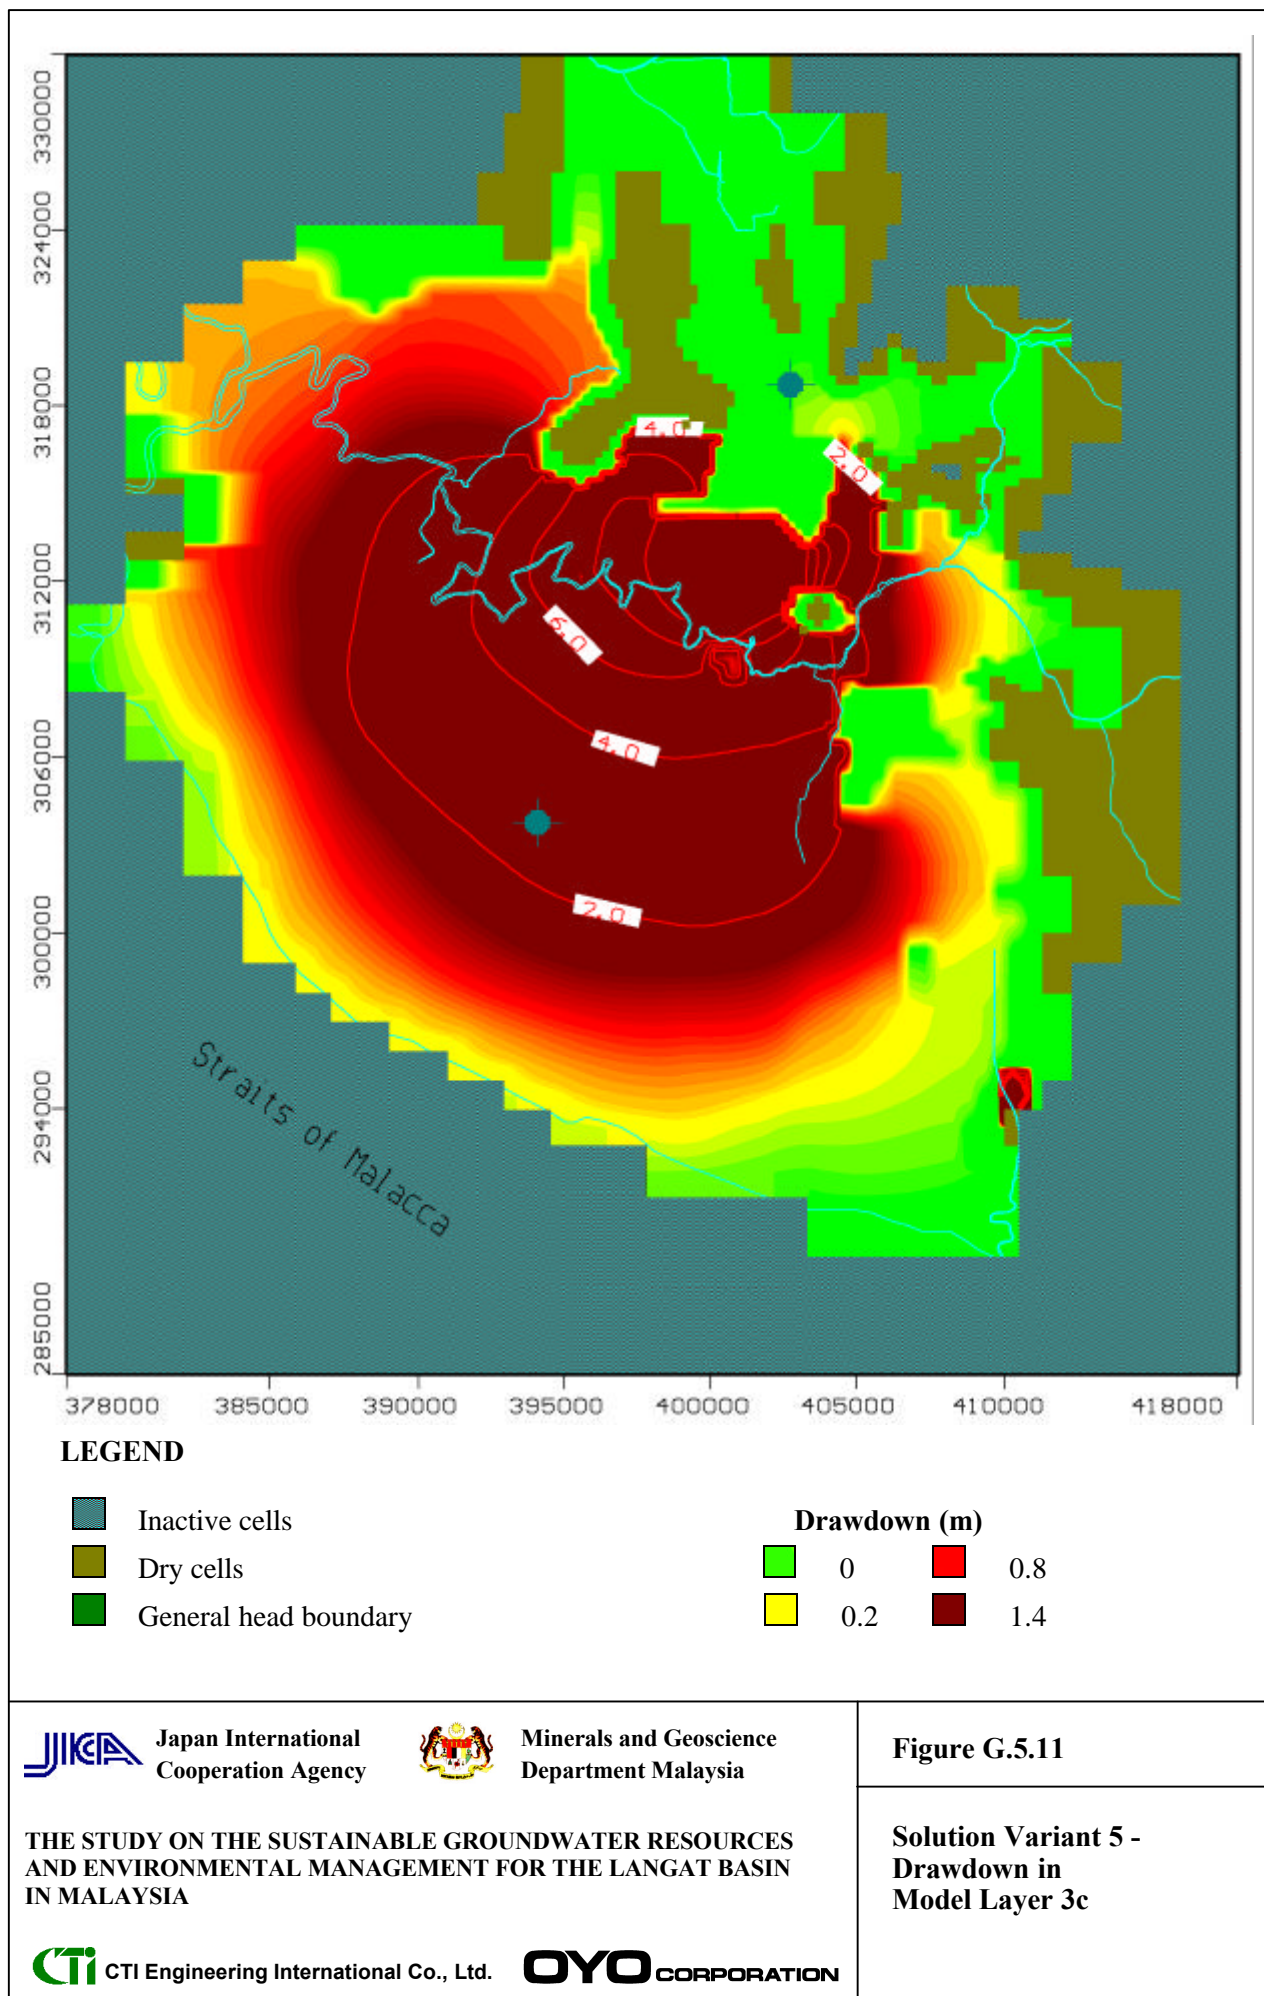 330000
324000
318000
312000
306000
300000
294000
285000
4.0
2.0
6.0
4.0
2.0
Straits of Malacca
378000 385000 390000 395000 400000 405000 410000 418000
LEGEND
Inactive cells
Dry cells
General head boundary
Drawdown (m)
0 0.8
0.2 1.4
JICA
Japan International
Cooperation Agency
Minerals and Geoscience
Department Malaysia
Figure G.5.11
THE STUDY ON THE SUSTAINABLE GROUNDWATER RESOURCES
AND ENVIRONMENTAL MANAGEMENT FOR THE LANGAT BASIN
IN MALAYSIA
Solution Variant 5 -
Drawdown in
Model Layer 3c
CTi CTI Engineering International Co., Ltd.
OYO CORPORATION